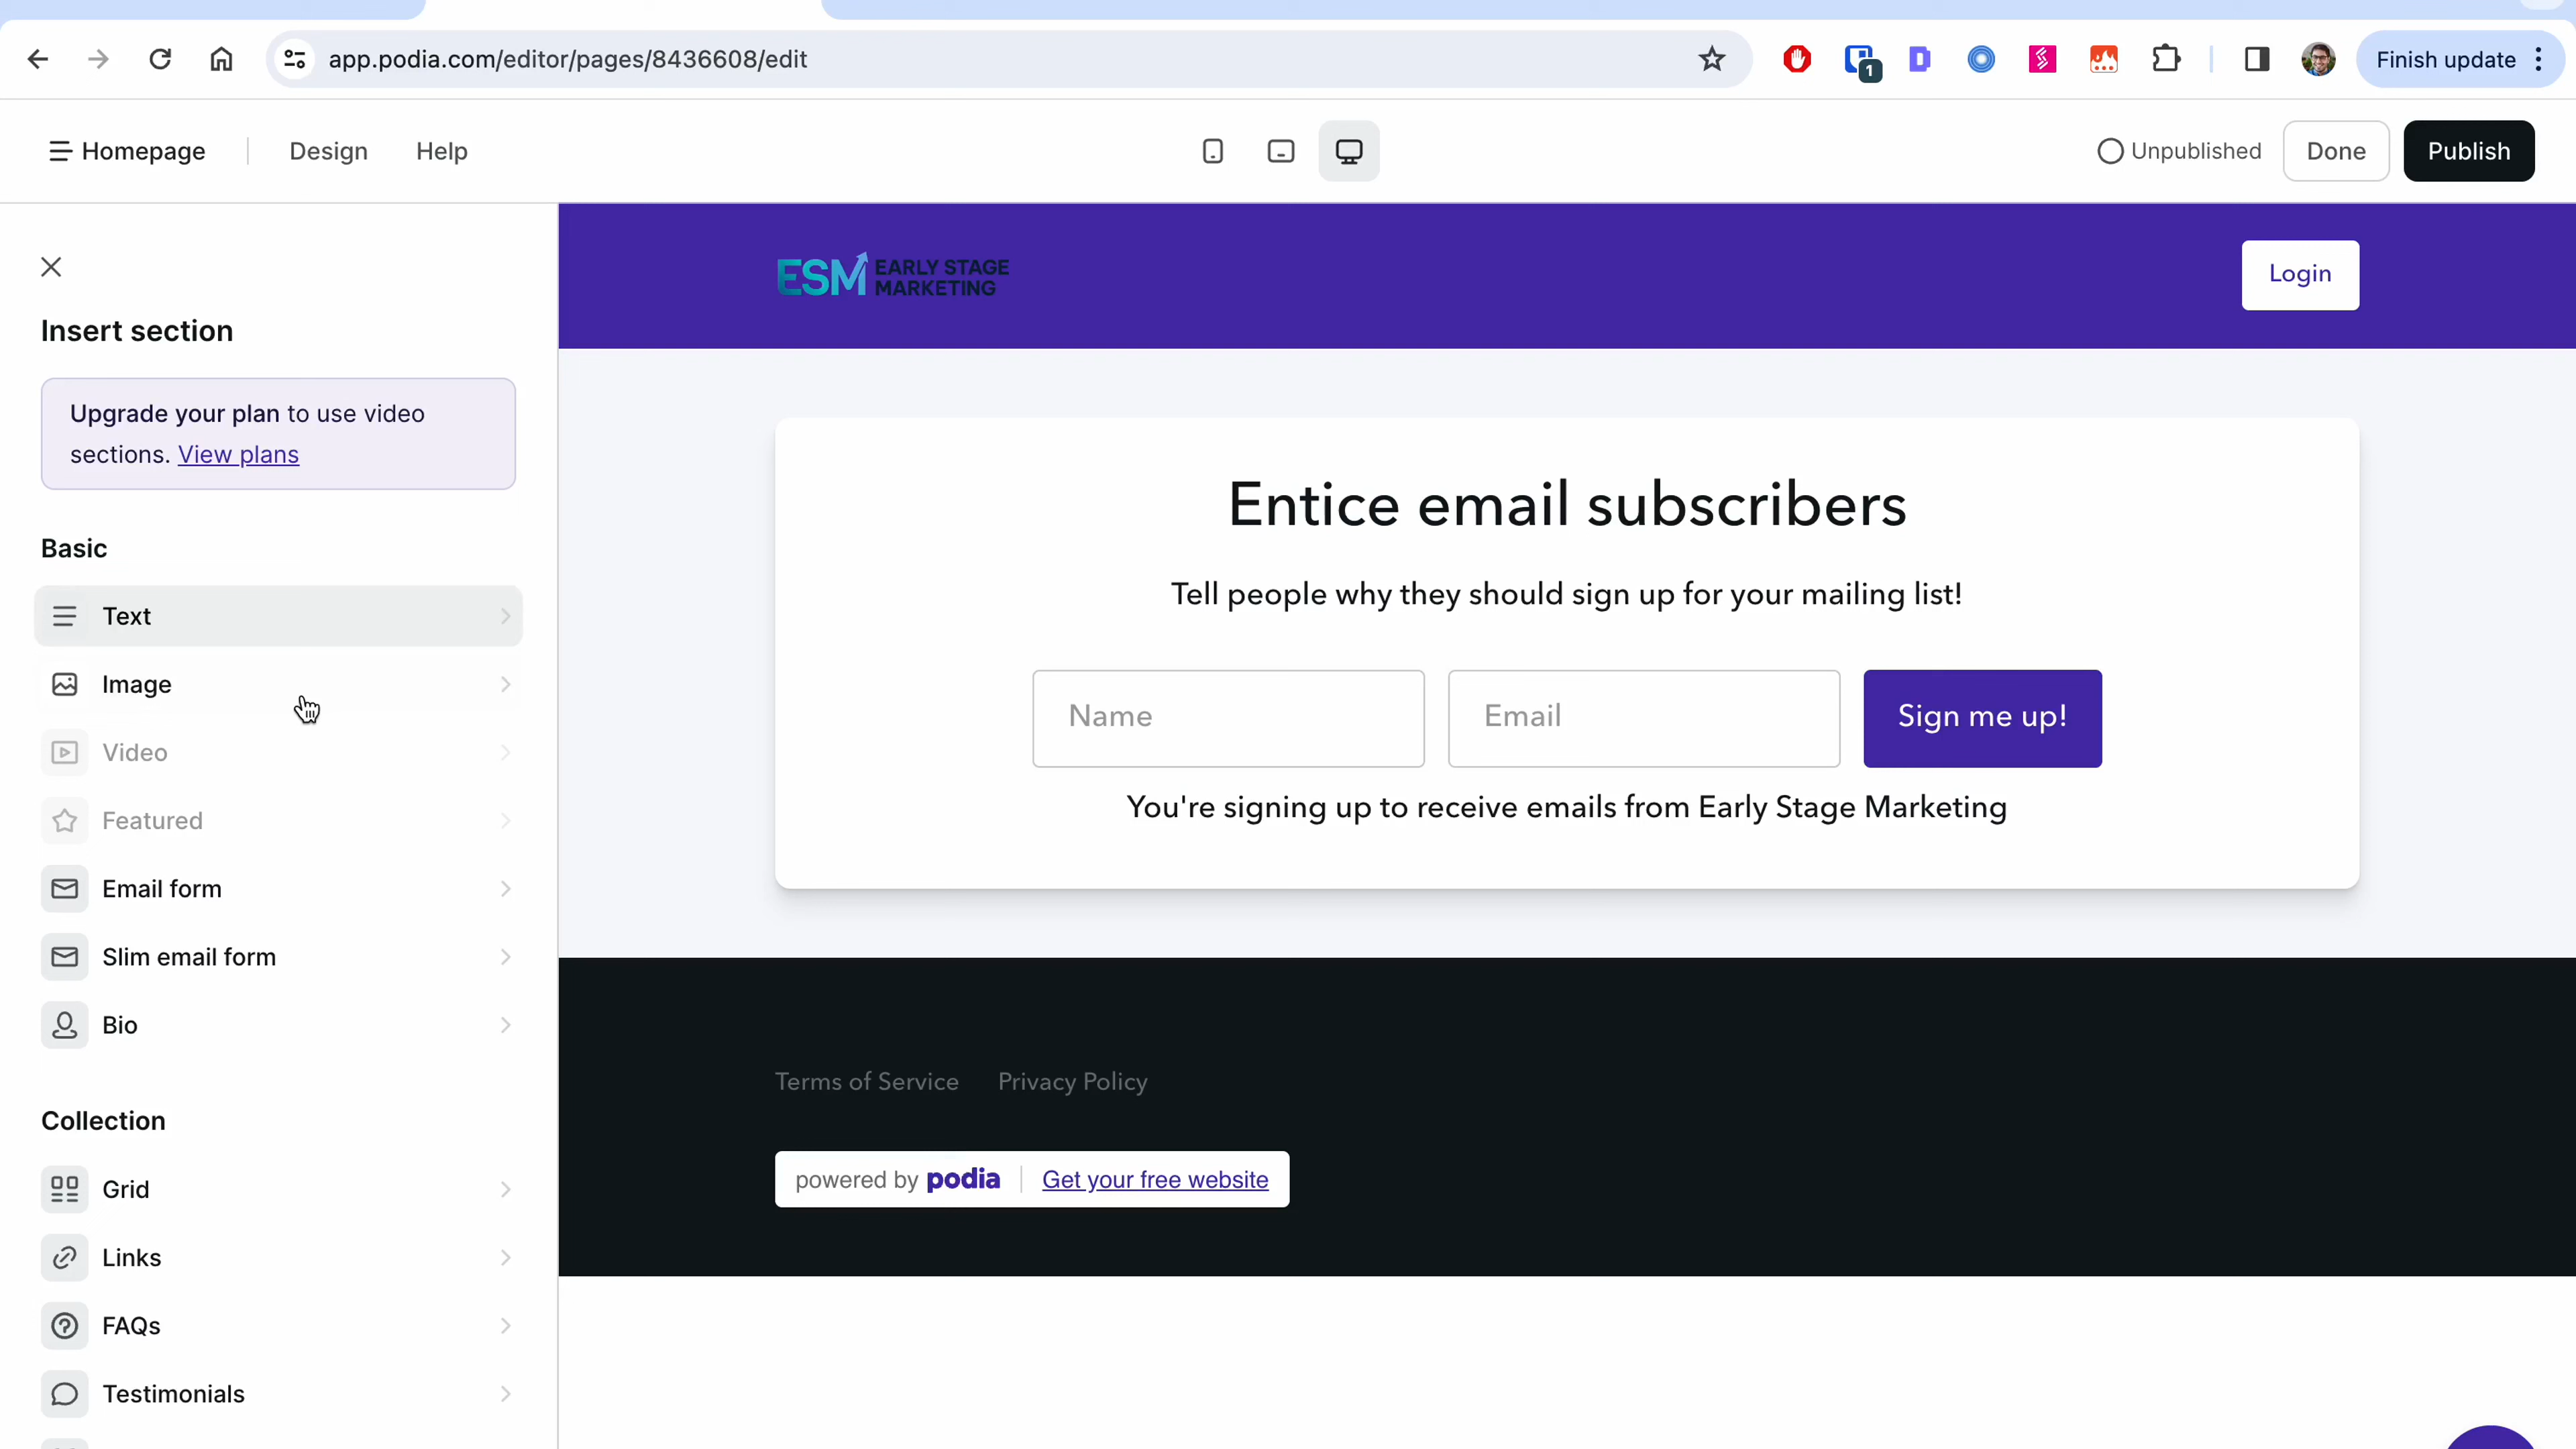 app.podia.com/editor/pages/8436608/edit
1
Finish update
Homepage
Design
Help
Unpublished
Done
Publish
Insert section
Upgrade your plan to use video
sections. View plans
Basic
Text
Image
Video
Featured
Email form
Slim email form
Bio
Collection
Grid
Links
FAQs
Testimonials
ESM EARLY STAGE
MARKETING
Login
Entice email subscribers
Tell people why they should sign up for your mailing list!
Name
Email
Sign me up!
You're signing up to receive emails from Early Stage Marketing
Terms of Service
Privacy Policy
powered by podia
Get your free website